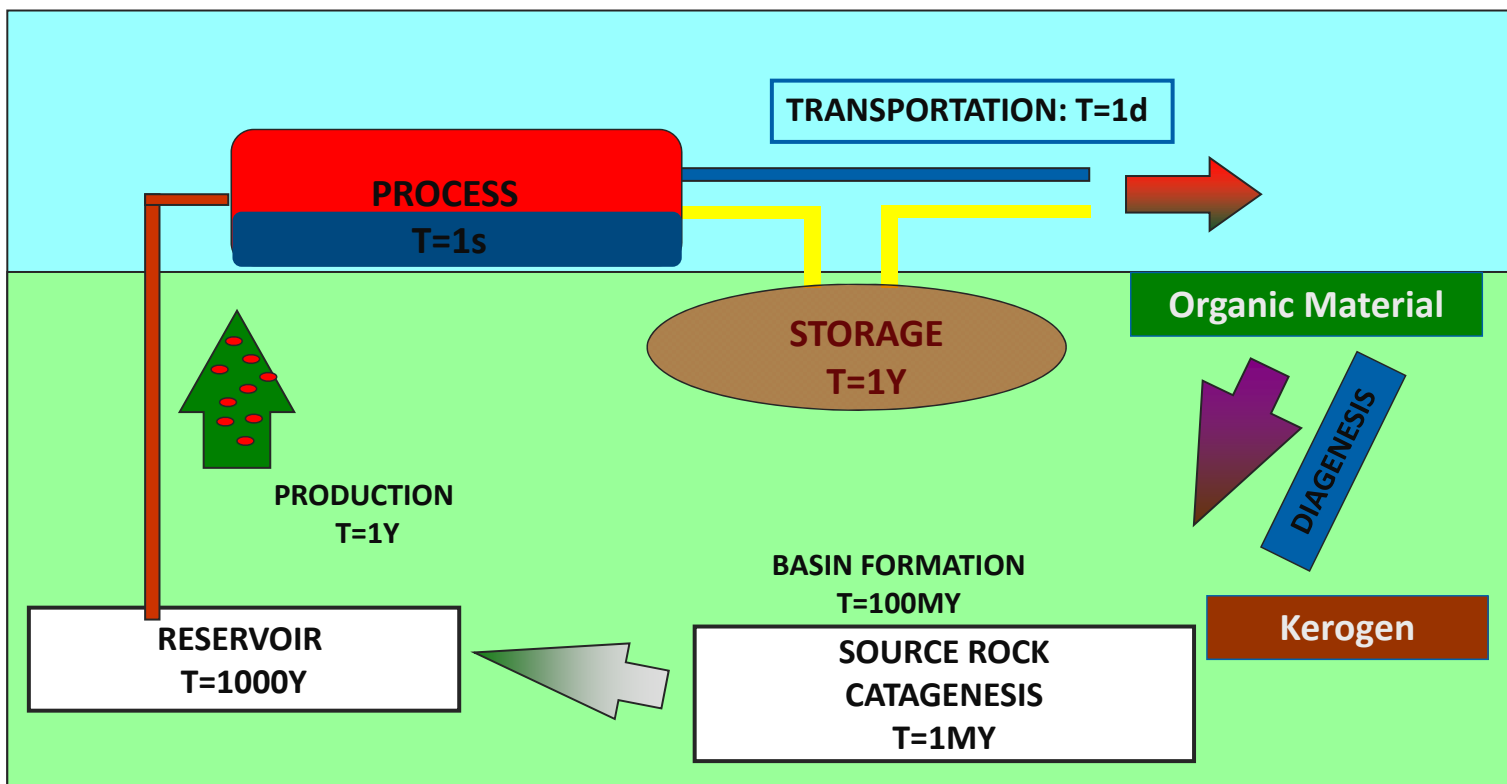 TRANSPORTATION: T=1d
PROCESS
T=1s
Organic Material
STORAGE
T=1Y
DIAGENESIS
PRODUCTION
T=1Y
BASIN FORMATION
T=100MY
Kerogen
RESERVOIR
T=1000Y
SOURCE ROCK
CATAGENESIS
T=1MY